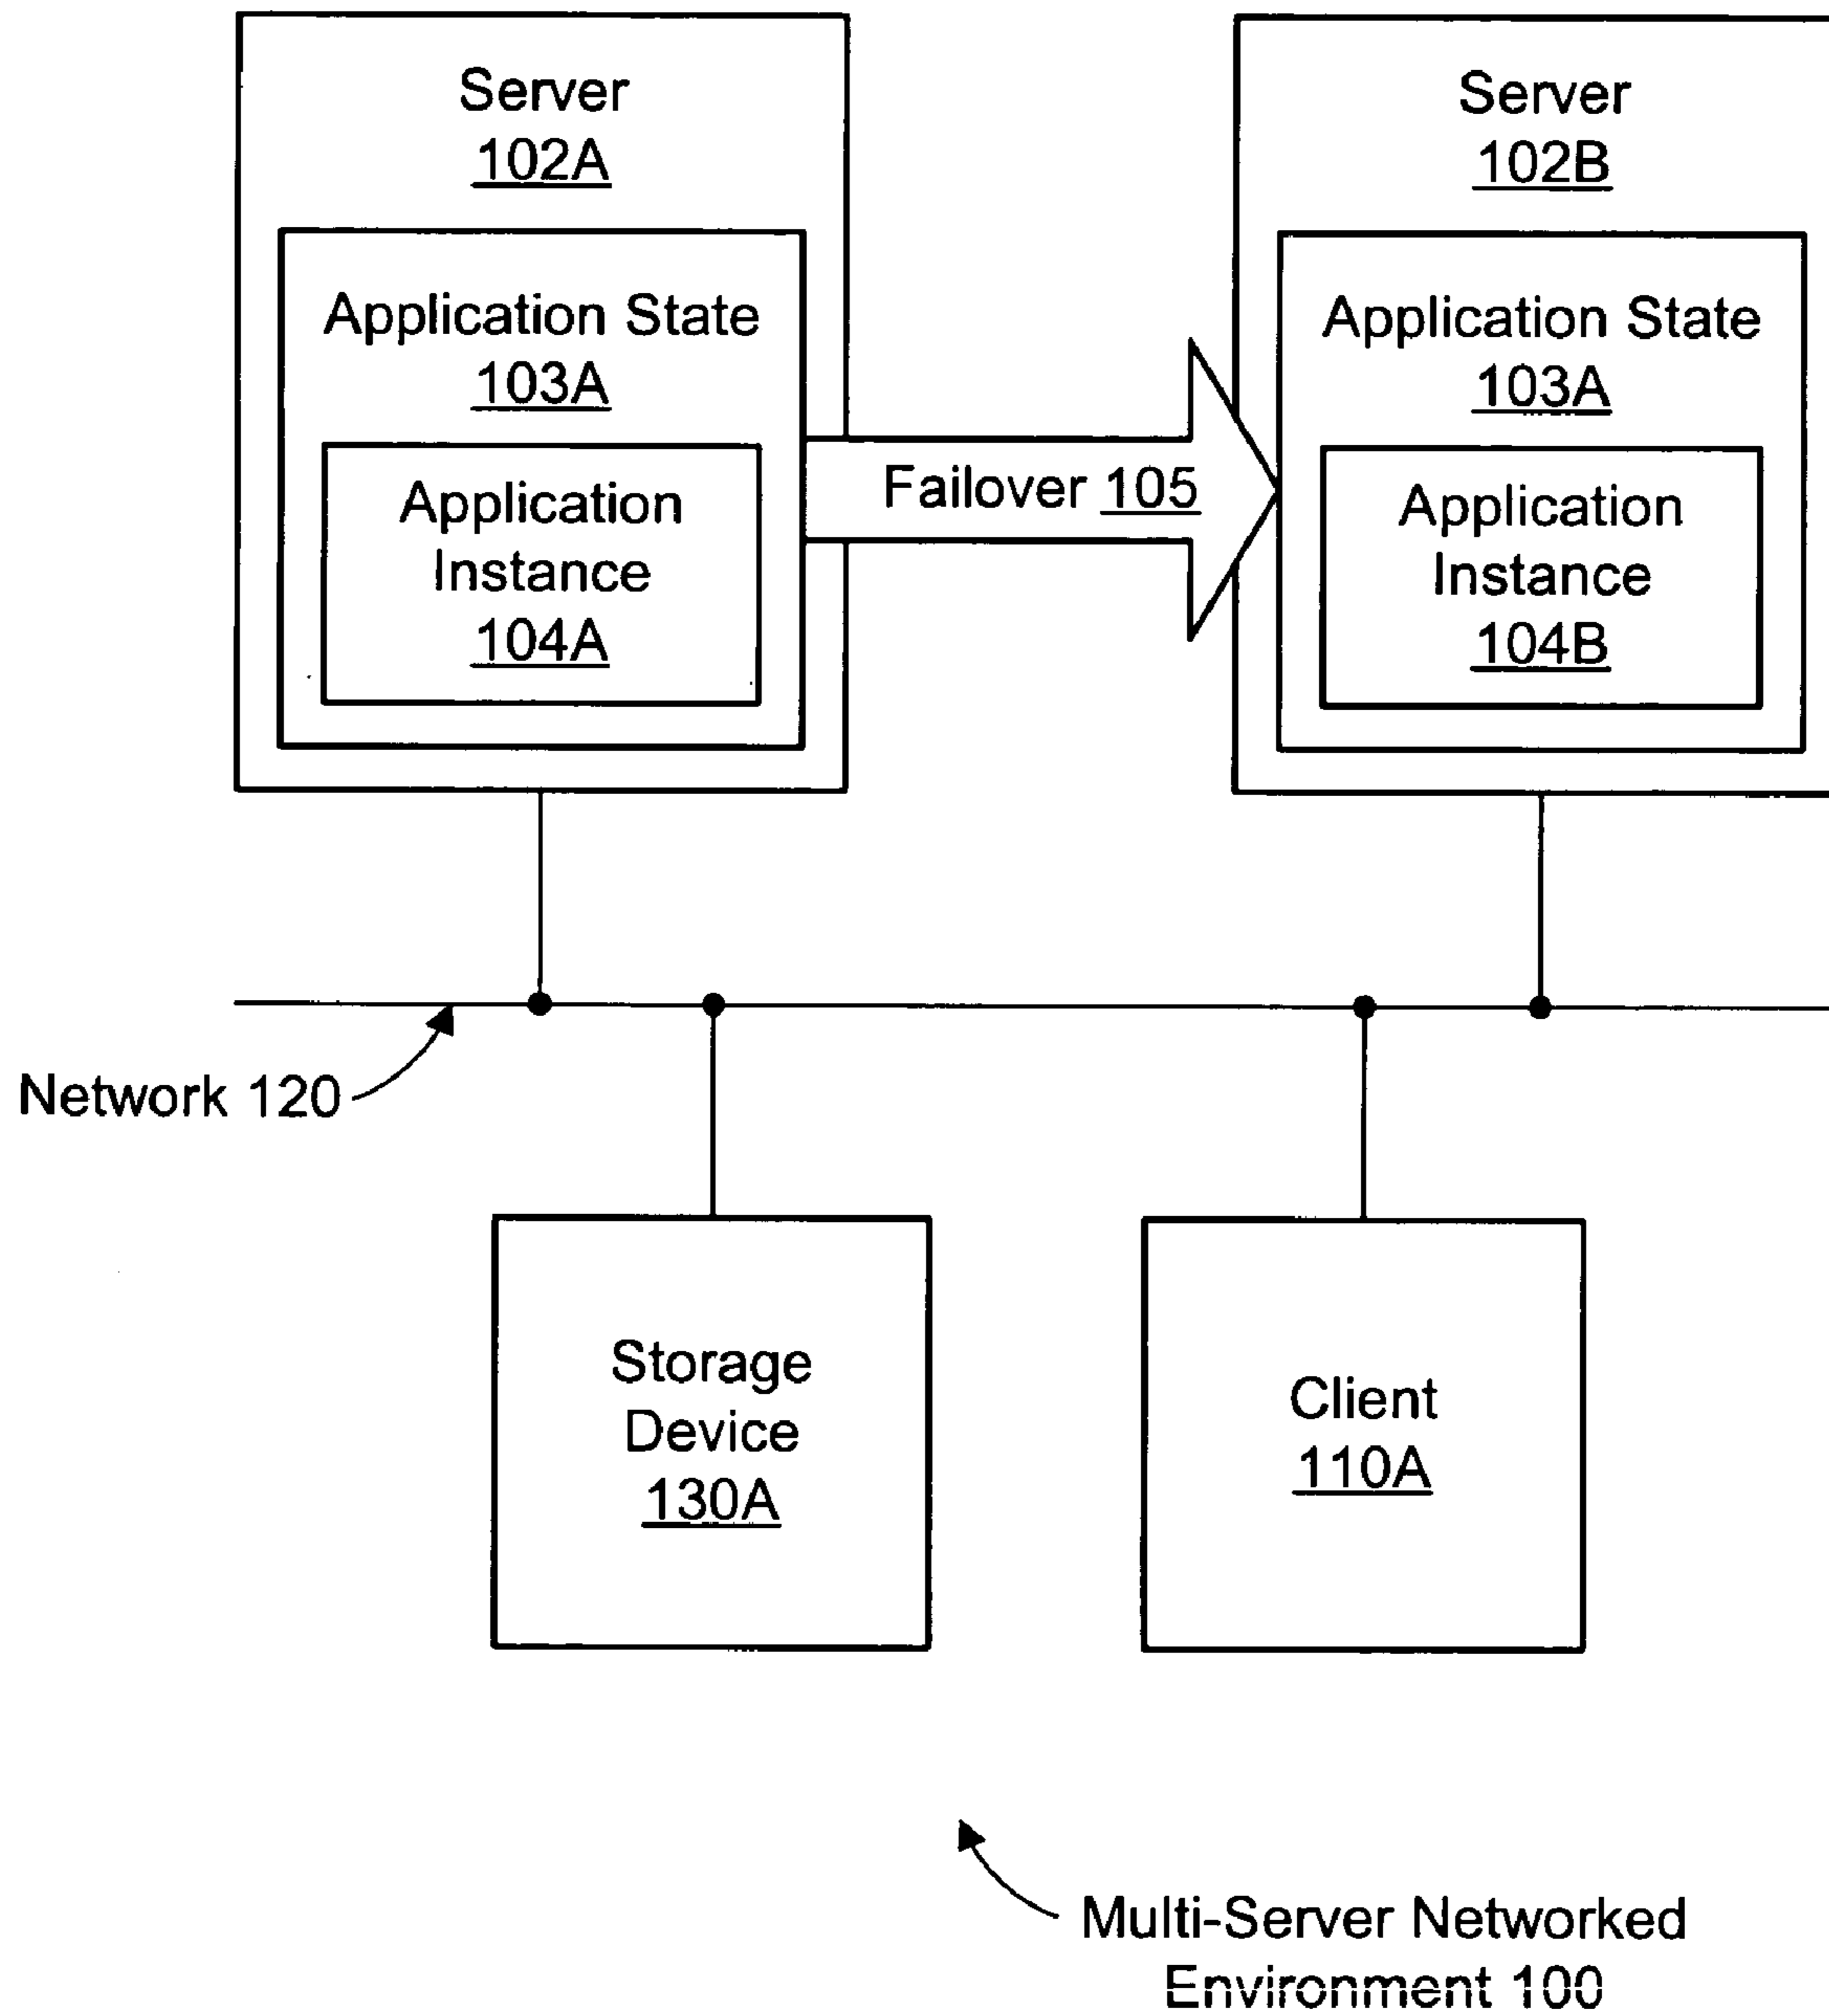 Server
102A
Application State
103A
Application
Instance
104A
Failover 105
Server
102B
Application State
103A
Application
Instance
104B
Network 120
Storage
Device
130A
Client
110A
Multi-Server Networked
Environment 100